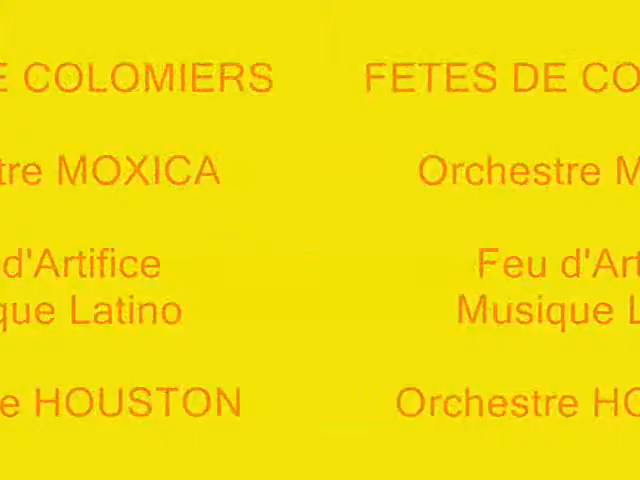 E COLOMIERS FETES DE CO
tre MOXICA Orchestre M
d'Artifice Feu d'Art
que Latino Musique L
e HOUSTON Orchestre HO